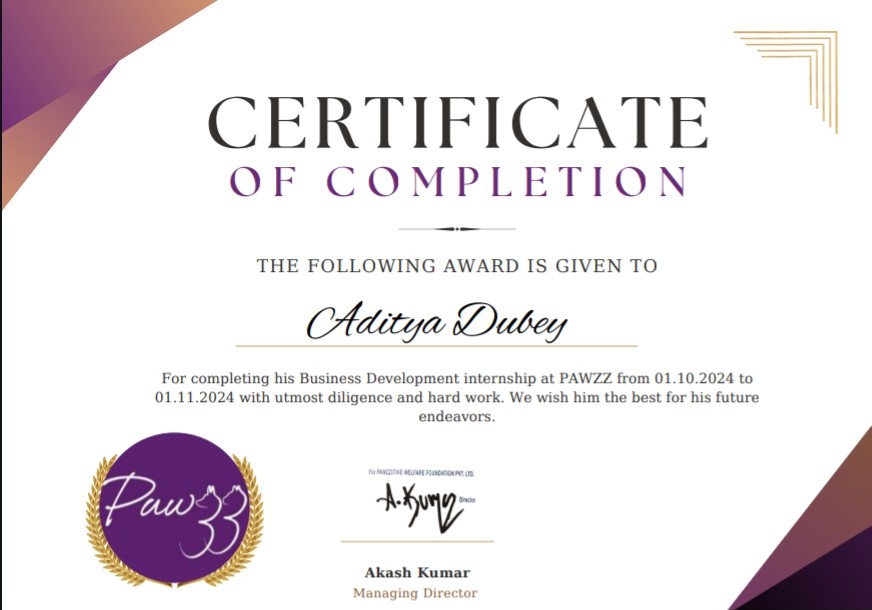 CERTIFICATE
OF COMPLETION
THE FOLLOWING AWARD IS GIVEN TO
Aditya Dubey
For completing his Business Development internship at PAWZZ from 01.10.2024 to
01.11.2024 with utmost diligence and hard work. We wish him the best for his future
endeavors.
Pawzz
For PAWZZITIVE WELFARE FOUNDATION PVT. LTD.
A. Kumar
Director
Akash Kumar
Managing Director